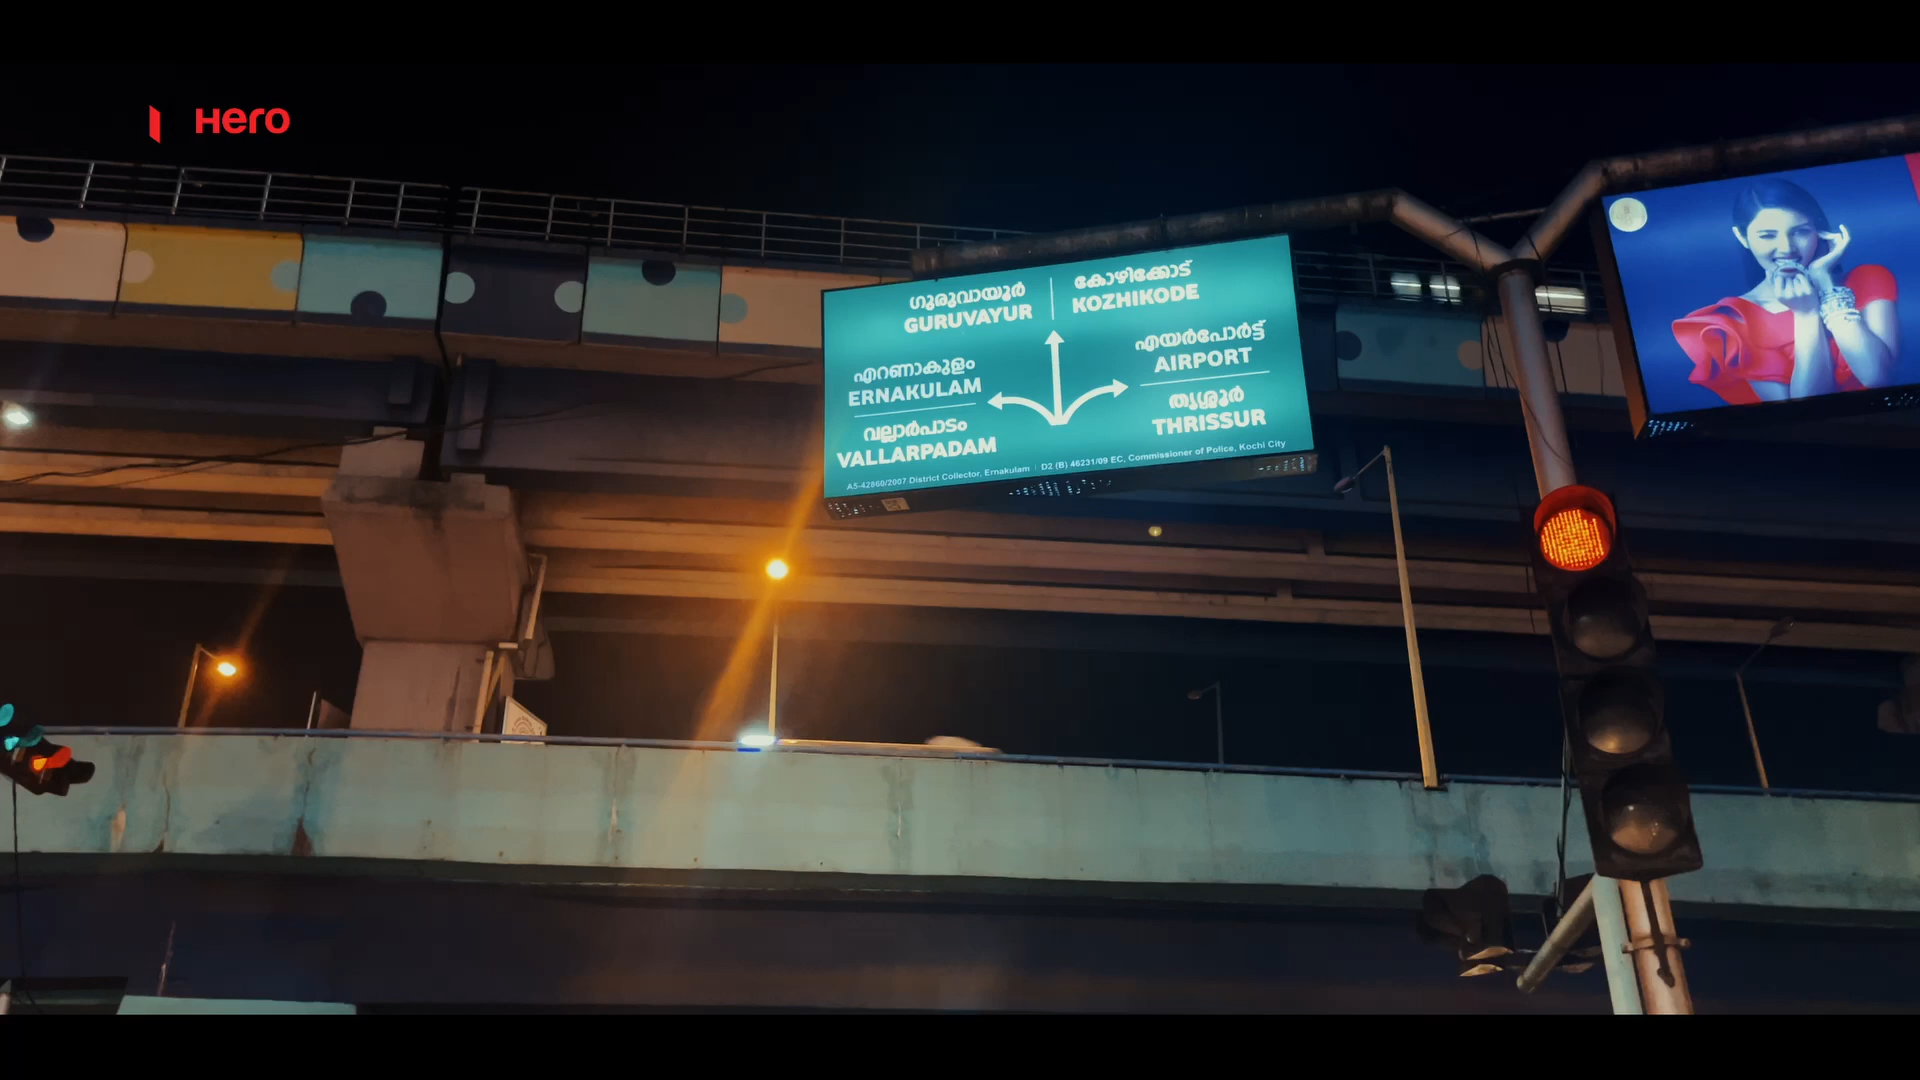 Hero
ഗുരുവായൂർ
GURUVAYUR
കോഴിക്കോട്
KOZHIKODE
എറണാകുളം
ERNAKULAM
എയർപോർട്ട്
AIRPORT
വല്ലാർപാടം
VALLARPADAM
തൃശ്ശൂർ
THRISSUR
A5-42860/2007 District Collector, Ernakulam | D2 (B) 46231/09 EC, Commissioner of Police, Kochi City